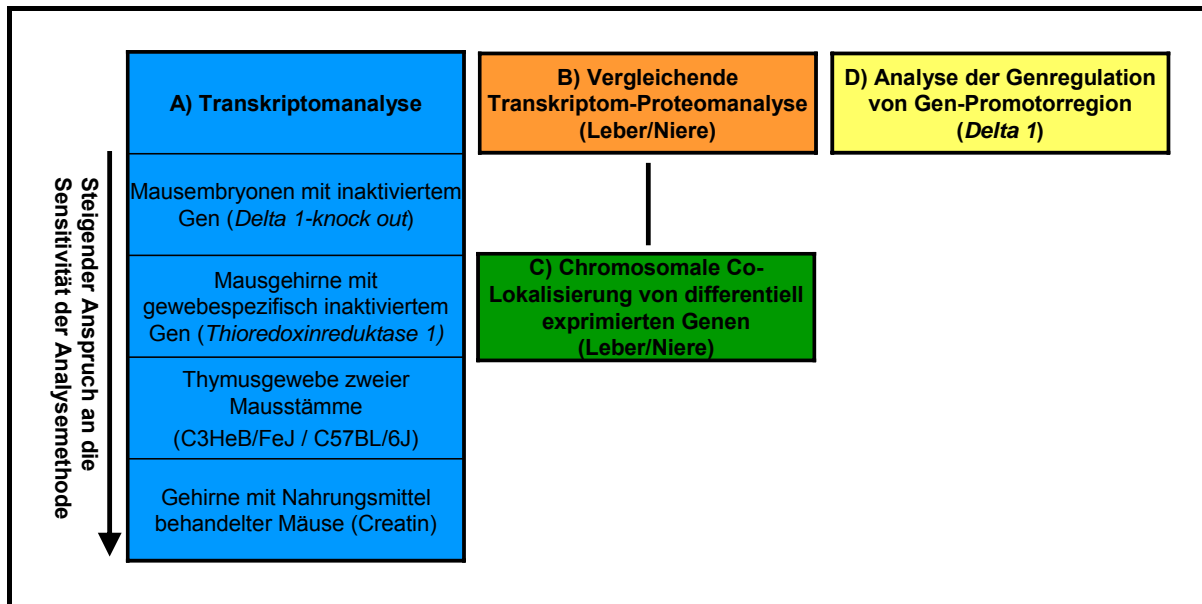 Steigender Anspruch an die
Sensitivität der Analysemethode
A) Transkriptomanalyse
Mausembryonen mit inaktiviertem
Gen (Delta 1-knock out)
Mausgehirne mit
gewebespezifisch inaktiviertem
Gen (Thioredoxinreduktase 1)
Thymusgewebe zweier
Mausstämme
(C3HeB/FeJ / C57BL/6J)
Gehirne mit Nahrungsmittel
behandelter Mäuse (Creatin)
B) Vergleichende
Transkriptom-Proteomanalyse
(Leber/Niere)
C) Chromosomale Co-
Lokalisierung von differentiell
exprimierten Genen
(Leber/Niere)
D) Analyse der Genregulation
von Gen-Promotorregion
(Delta 1)